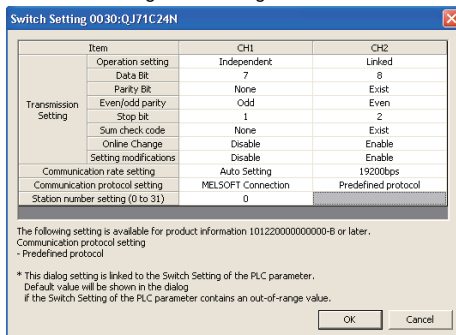 Switch Setting 0030:QJ71C24N
Item CH1 CH2
Transmission Setting
Operation setting Independent Linked
Data Bit 7 8
Parity Bit None Exist
Even/odd parity Odd Even
Stop bit 1 2
Sum check code None Exist
Online Change Disable Enable
Setting modifications Disable Enable
Communication rate setting Auto Setting 19200bps
Communication protocol setting MELSOFT Connection Predefined protocol
Station number setting (0 to 31) 0
The following setting is available for product information 101220000000000-B or later.
Communication protocol setting
- Predefined protocol
* This dialog setting is linked to the Switch Setting of the PLC parameter.
Default value will be shown in the dialog
if the Switch Setting of the PLC parameter contains an out-of-range value.
OK Cancel